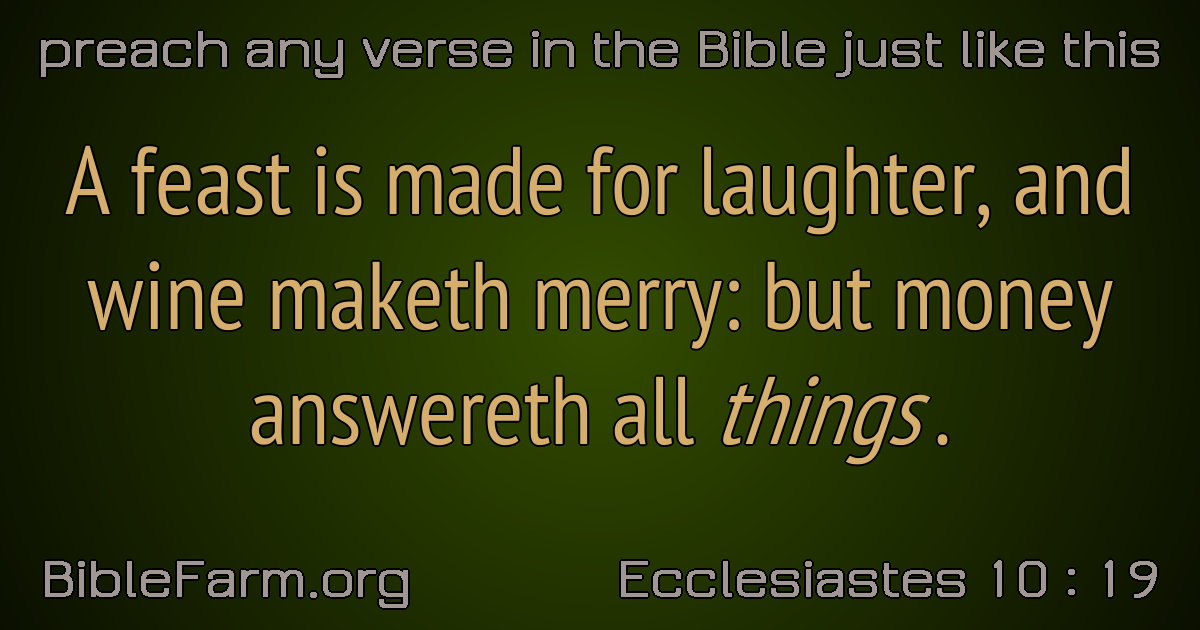 preach any verse in the Bible just like this
A feast is made for laughter, and
wine maketh merry: but money
answereth all things .
BibleFarm.org
Ecclesiastes 10 : 19